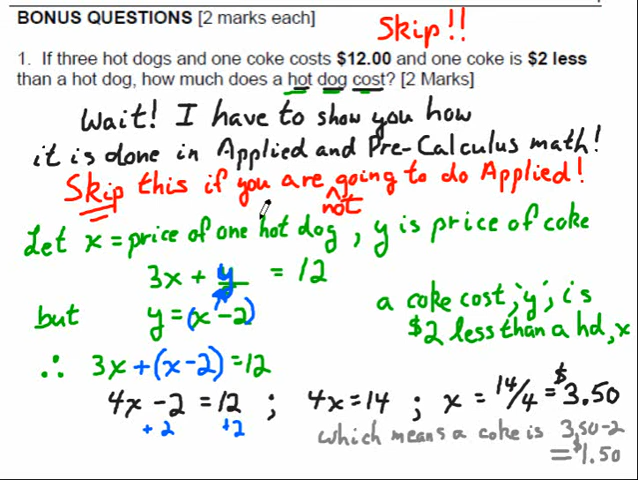 BONUS QUESTIONS [2 marks each]
Skip!!
1. If three hot dogs and one coke costs $12.00 and one coke is $2 less
than a hot dog, how much does a hot dog cost? [2 Marks]
Wait! I have to show you how
it is done in Applied and Pre-Calculus math!
Skip this if you are not going to do Applied!
Let x = price of one hot dog, y is price of coke
3x + y = 12
but y = (x - 2)
a coke cost, y, is
$2 less than a hd, x
∴ 3x + (x - 2) = 12
4x - 2 = 12 ; 4x = 14 ; x = 14/4 = $3.50
+ 2 + 2
which means a coke is 3.50 - 2
= $1.50